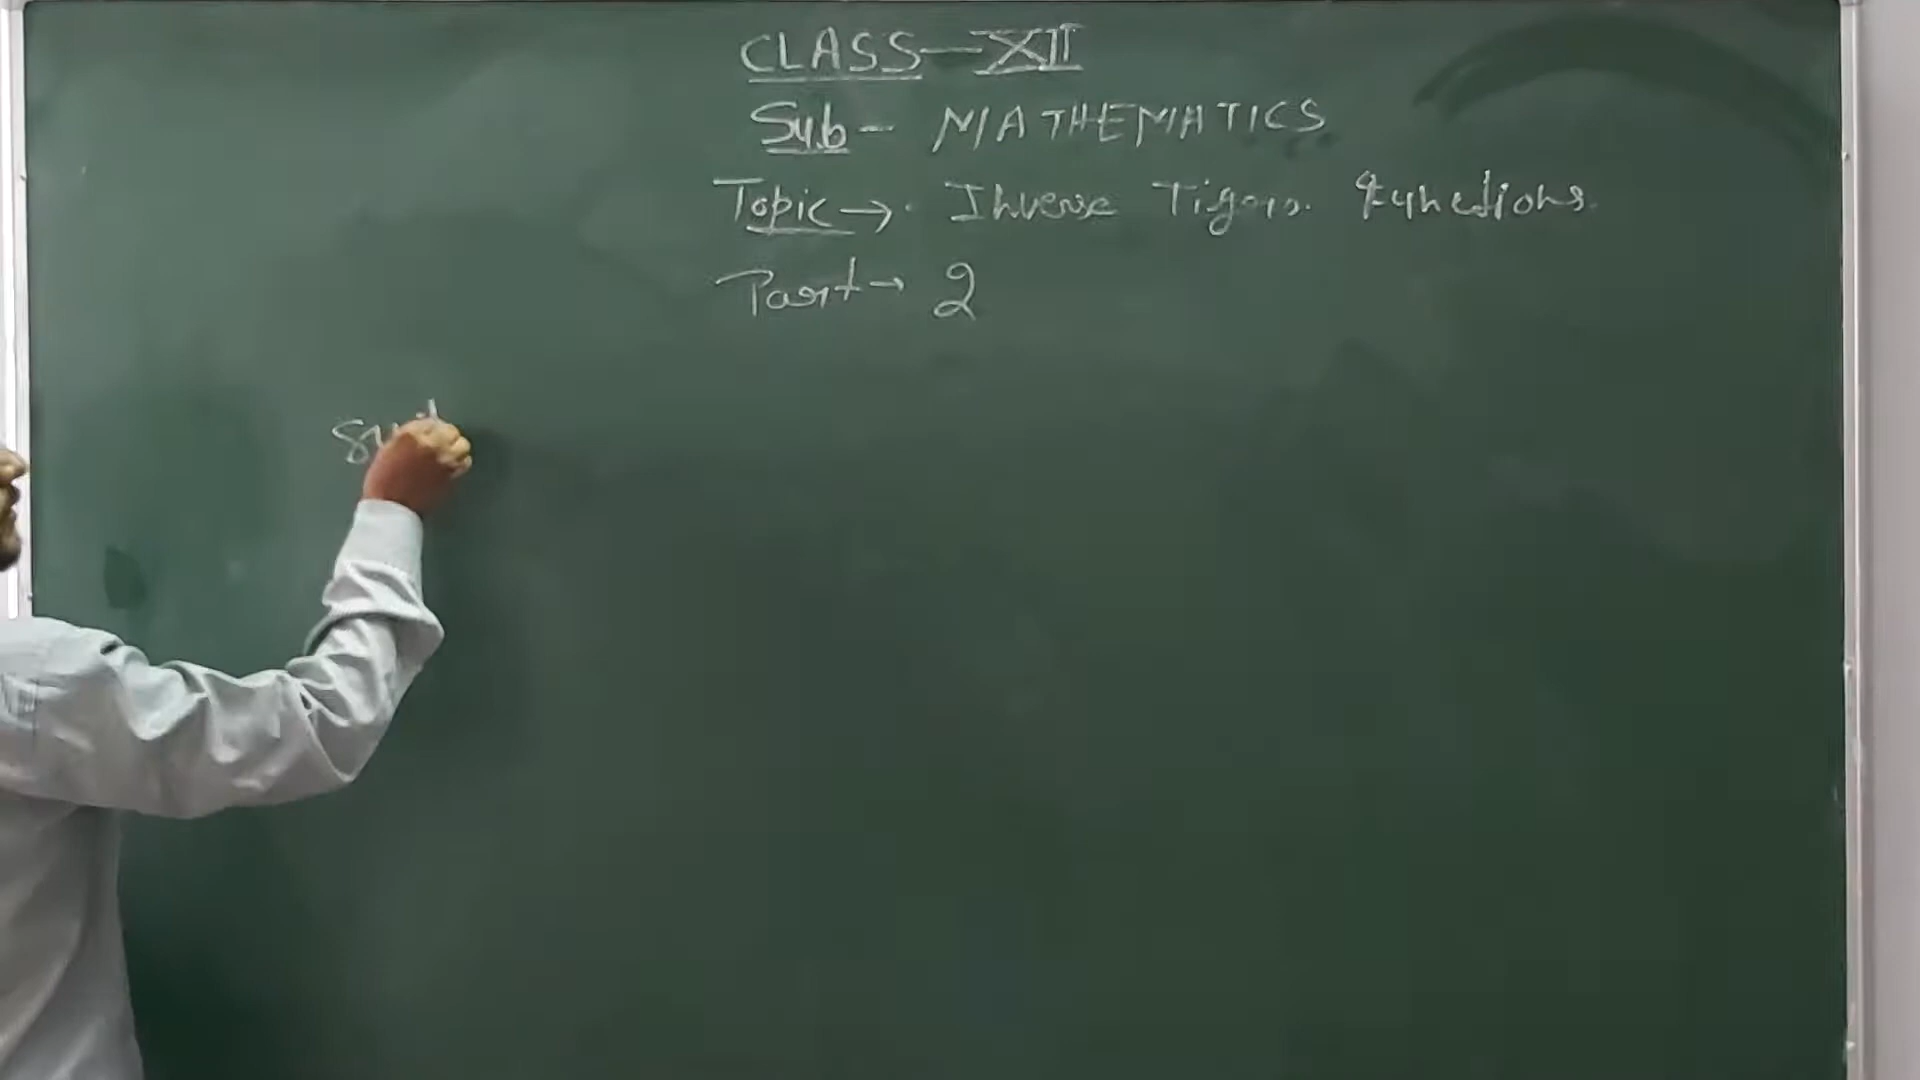 CLASS—XII
Sub- MATHEMATICS
Topic→ Inverse Tigno. functions.
Part→ 2